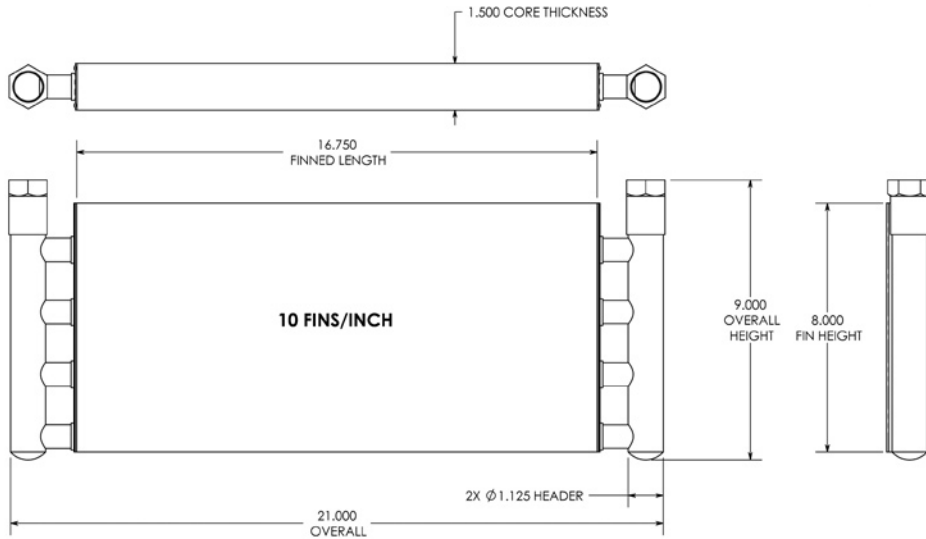 1.500 CORE THICKNESS
16.750
FINNED LENGTH
10 FINS/INCH
9.000
OVERALL
HEIGHT
8.000
FIN HEIGHT
2X Ø1.125 HEADER
21.000
OVERALL